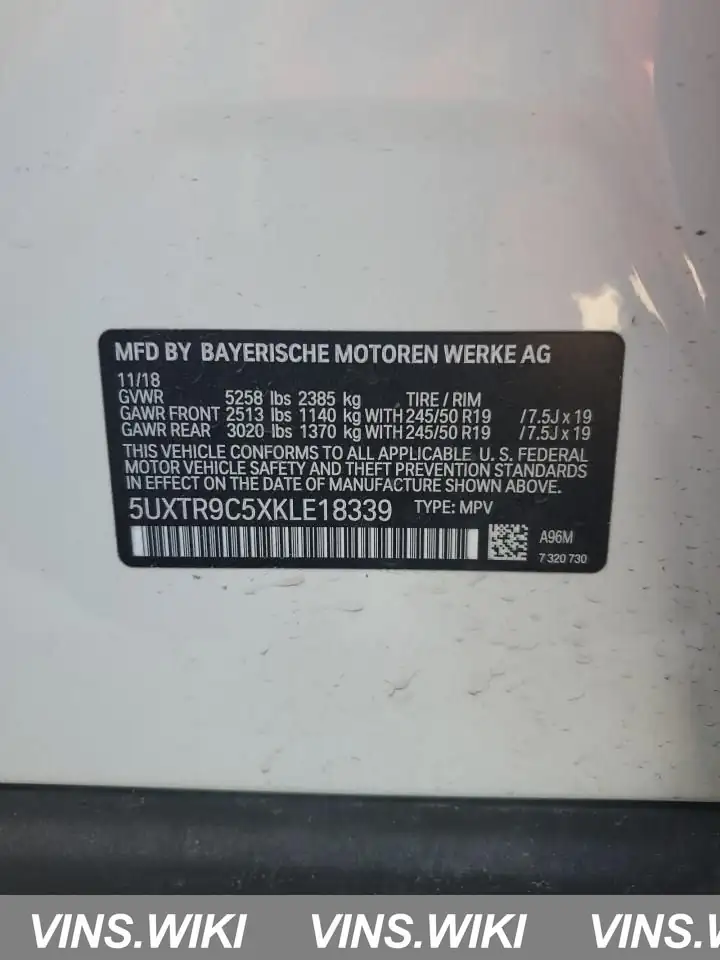 MFD BY BAYERISCHE MOTOREN WERKE AG
11/18
GVWR 5258 lbs 2385 kg TIRE / RIM
GAWR FRONT 2513 lbs 1140 kg WITH 245/50 R19 /7.5J x 19
GAWR REAR 3020 lbs 1370 kg WITH 245/50 R19 /7.5J x 19
THIS VEHICLE CONFORMS TO ALL APPLICABLE U. S. FEDERAL
MOTOR VEHICLE SAFETY AND THEFT PREVENTION STANDARDS
IN EFFECT ON THE DATE OF MANUFACTURE SHOWN ABOVE.
5UXTR9C5XKLE18339 TYPE: MPV
A96M
7 320 730
VINS.WIKI VINS.WIKI VINS.W